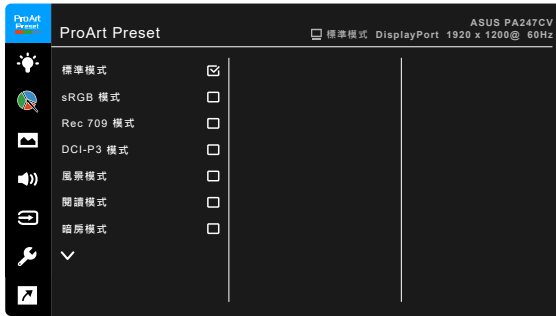 ProArt
Preset
ProArt Preset
ASUS PA247CV
標準模式 DisplayPort 1920 x 1200@ 60Hz
標準模式
sRGB 模式
Rec 709 模式
DCI-P3 模式
風景模式
閱讀模式
暗房模式